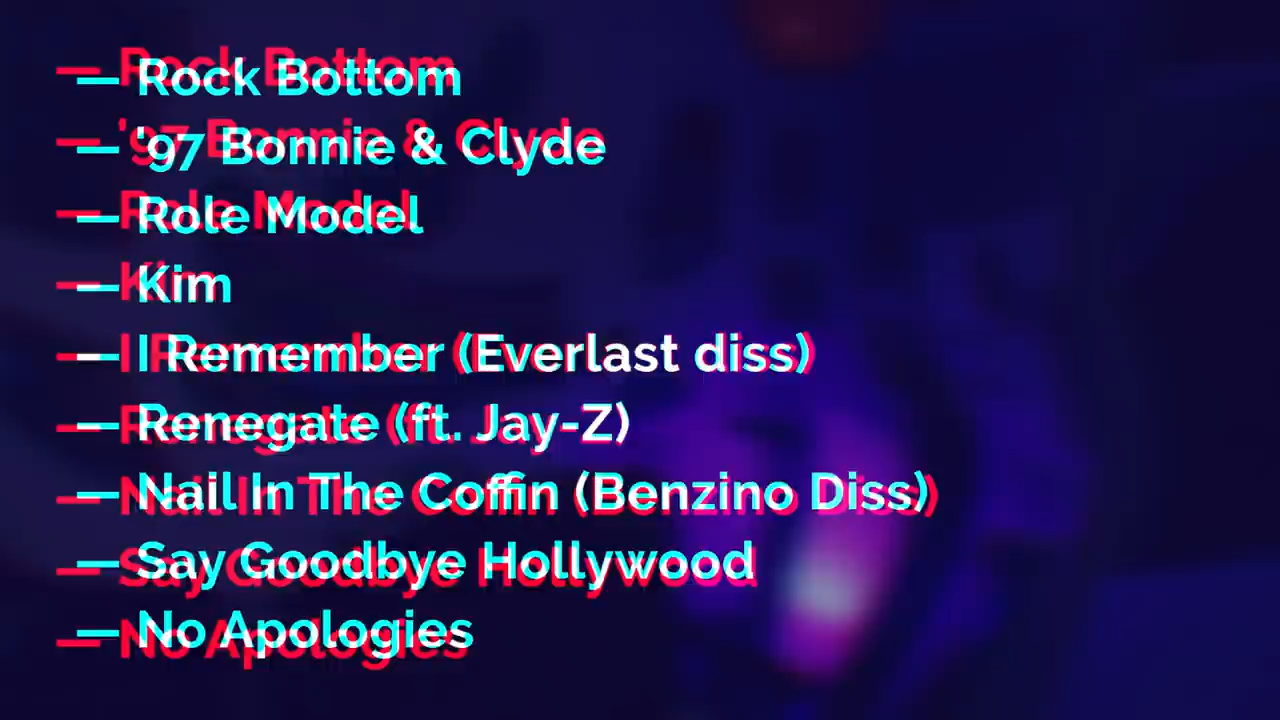 — Rock Bottom
— '97 Bonnie & Clyde
— Role Model
— Kim
— I Remember (Everlast diss)
— Renegate (ft. Jay-Z)
— Nail In The Coffin (Benzino Diss)
— Say Goodbye Hollywood
— No Apologies